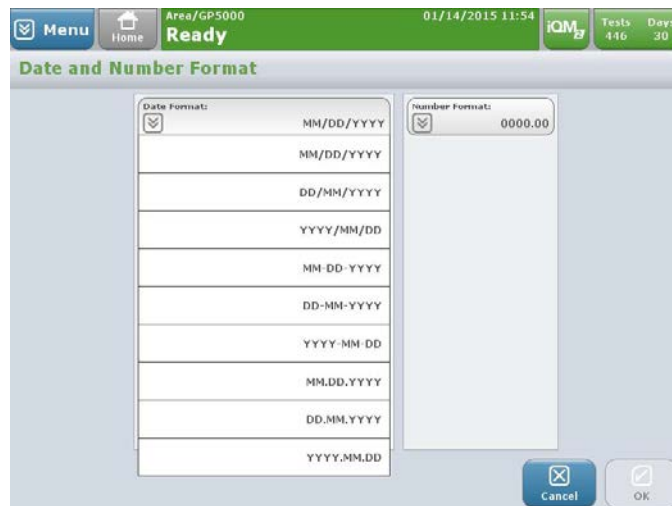 Menu
Home
Area/GP5000
Ready
01/14/2015 11:54
iQM2
Tests
446
Days
30
Date and Number Format
Date Format:
MM/DD/YYYY
MM/DD/YYYY
DD/MM/YYYY
YYYY/MM/DD
MM-DD-YYYY
DD-MM-YYYY
YYYY-MM-DD
MM.DD.YYYY
DD.MM.YYYY
YYYY.MM.DD
Number Format:
0000.00
Cancel
OK